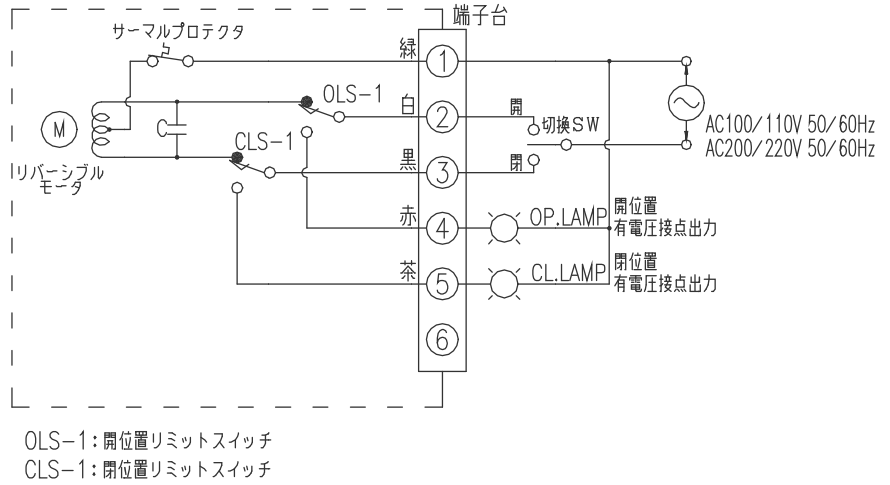 端子台
サーマルプロテクタ
緑
1
OLS-1
白
2
開
切換SW
AC100/110V 50/60Hz
AC200/220V 50/60Hz
M
C
CLS-1
黒
3
閉
リバーシブル
モータ
赤
4
OP.LAMP
開位置
有電圧接点出力
茶
5
CL.LAMP
閉位置
有電圧接点出力
6
OLS-1:開位置リミットスイッチ
CLS-1:閉位置リミットスイッチ